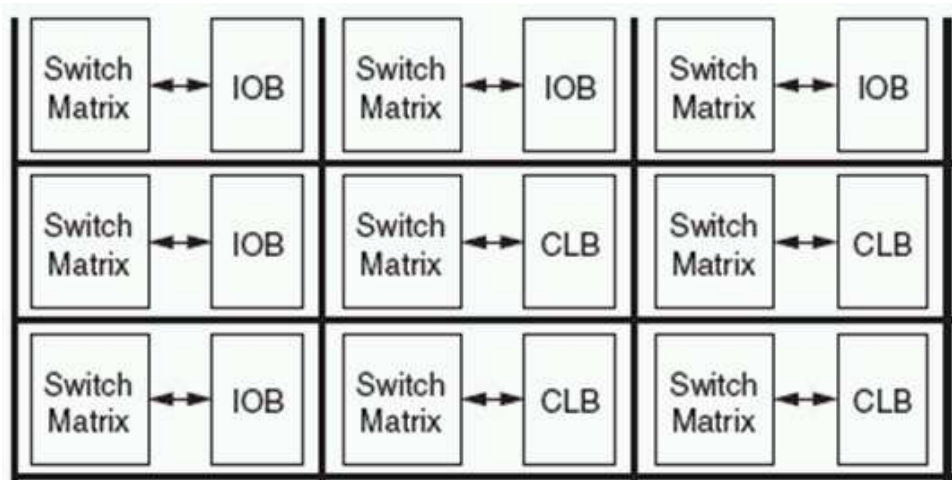 Switch
Matrix
IOB
Switch
Matrix
IOB
Switch
Matrix
IOB
Switch
Matrix
IOB
Switch
Matrix
CLB
Switch
Matrix
CLB
Switch
Matrix
IOB
Switch
Matrix
CLB
Switch
Matrix
CLB